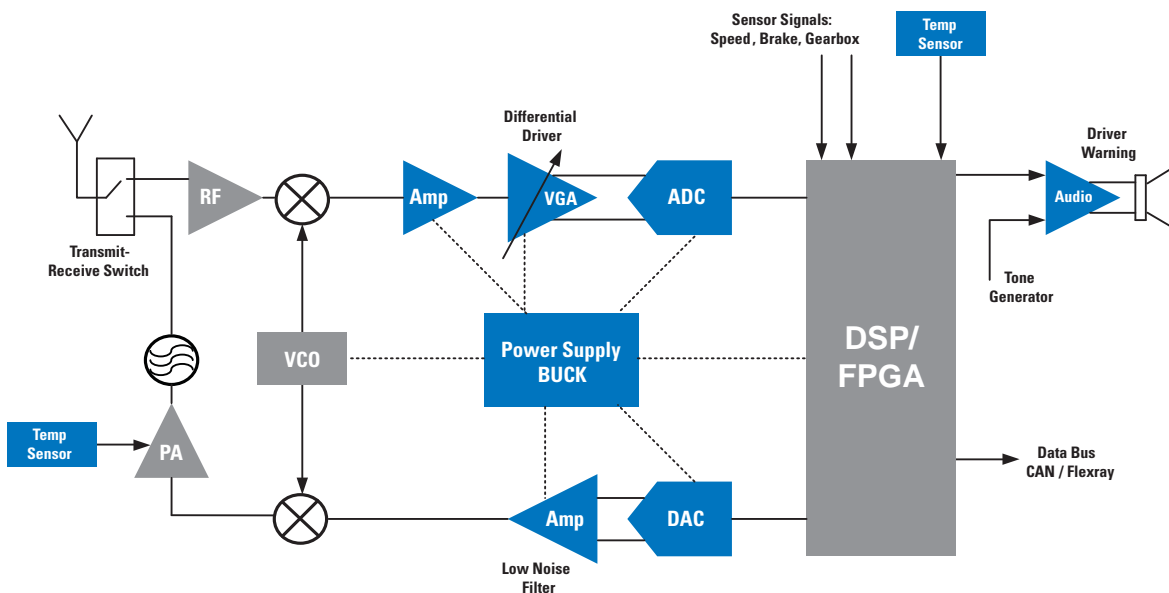 Sensor Signals:
Speed, Brake, Gearbox
Temp
Sensor
Differential
Driver
Driver
Warning
RF
Amp
VGA
ADC
Audio
Transmit-
Receive Switch
Tone
Generator
VCO
Power Supply
BUCK
DSP/
FPGA
Temp
Sensor
PA
Data Bus
CAN / Flexray
Amp
DAC
Low Noise
Filter